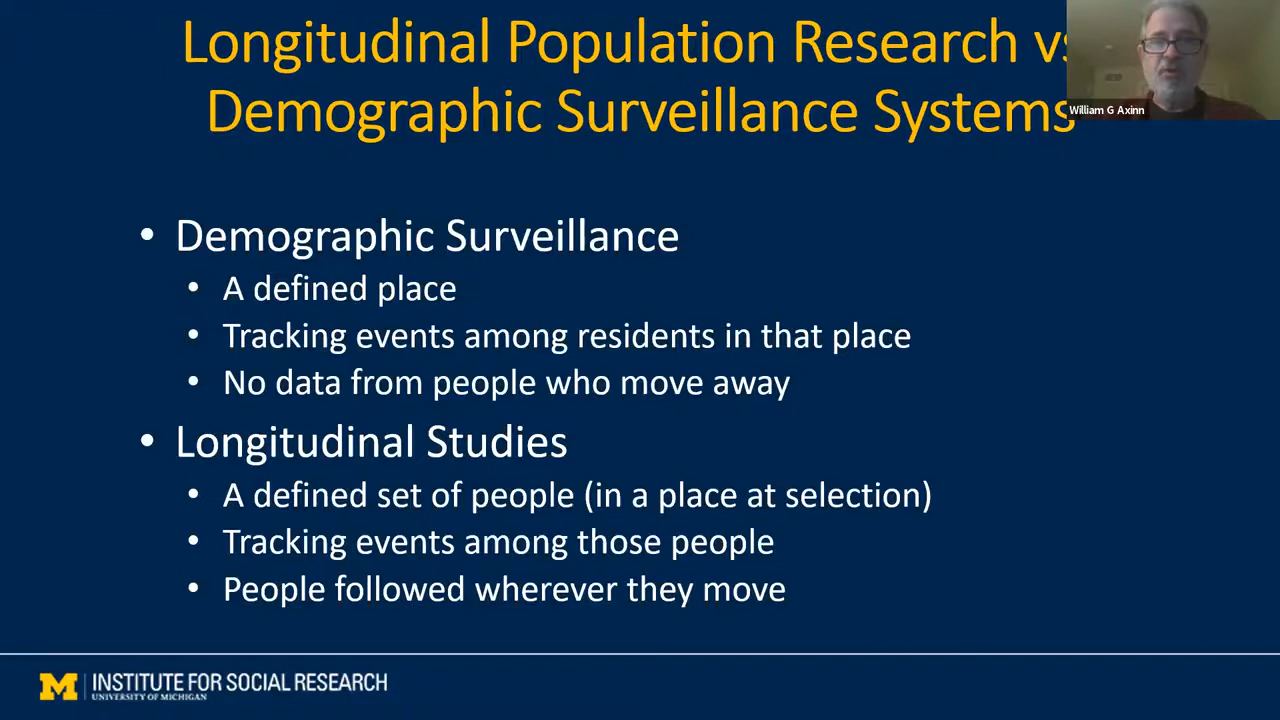 Longitudinal Population Research vs
Demographic Surveillance Systems
William G Axinn
• Demographic Surveillance
• A defined place
• Tracking events among residents in that place
• No data from people who move away
• Longitudinal Studies
• A defined set of people (in a place at selection)
• Tracking events among those people
• People followed wherever they move
M INSTITUTE FOR SOCIAL RESEARCH
UNIVERSITY OF MICHIGAN